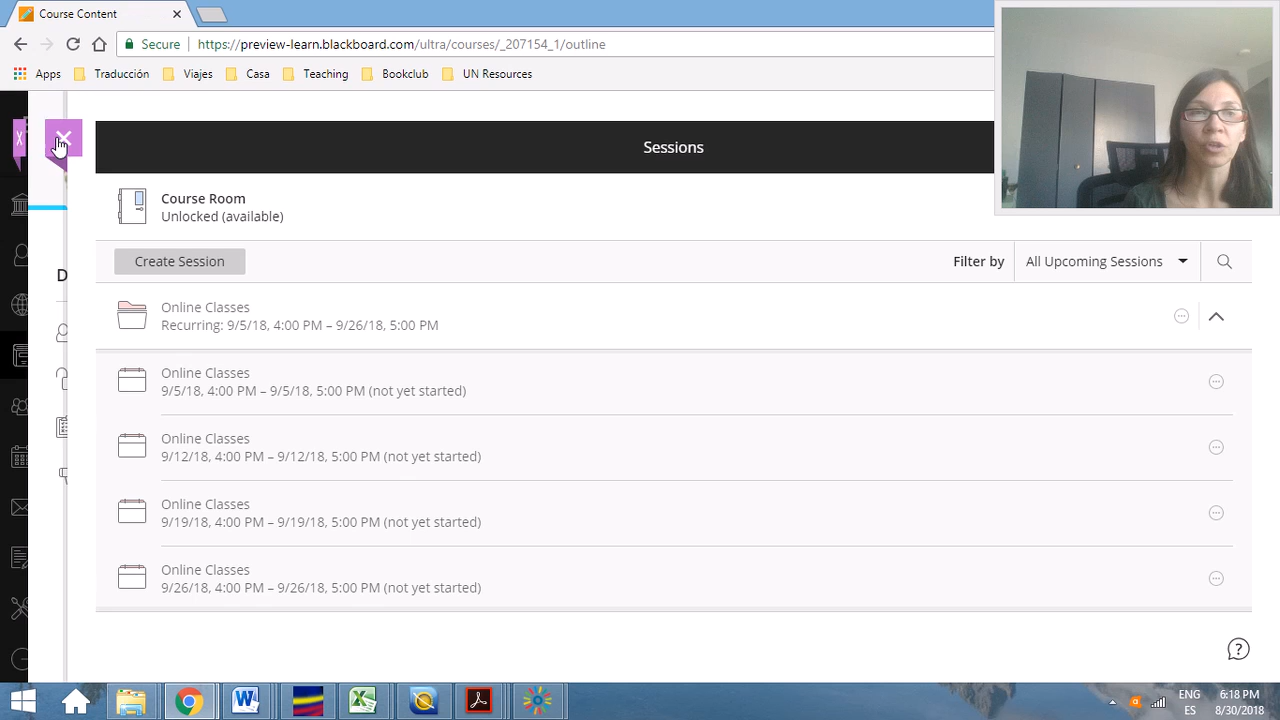 Course Content
Secure
https://preview-learn.blackboard.com/ultra/courses/_207154_1/outline
Apps
Traducción
Viajes
Casa
Teaching
Bookclub
UN Resources
Sessions
Course Room
Unlocked (available)
Create Session
Filter by
All Upcoming Sessions
Online Classes
Recurring: 9/5/18, 4:00 PM – 9/26/18, 5:00 PM
Online Classes
9/5/18, 4:00 PM – 9/5/18, 5:00 PM (not yet started)
Online Classes
9/12/18, 4:00 PM – 9/12/18, 5:00 PM (not yet started)
Online Classes
9/19/18, 4:00 PM – 9/19/18, 5:00 PM (not yet started)
Online Classes
9/26/18, 4:00 PM – 9/26/18, 5:00 PM (not yet started)
D
ENG
ES
6:18 PM
8/30/2018